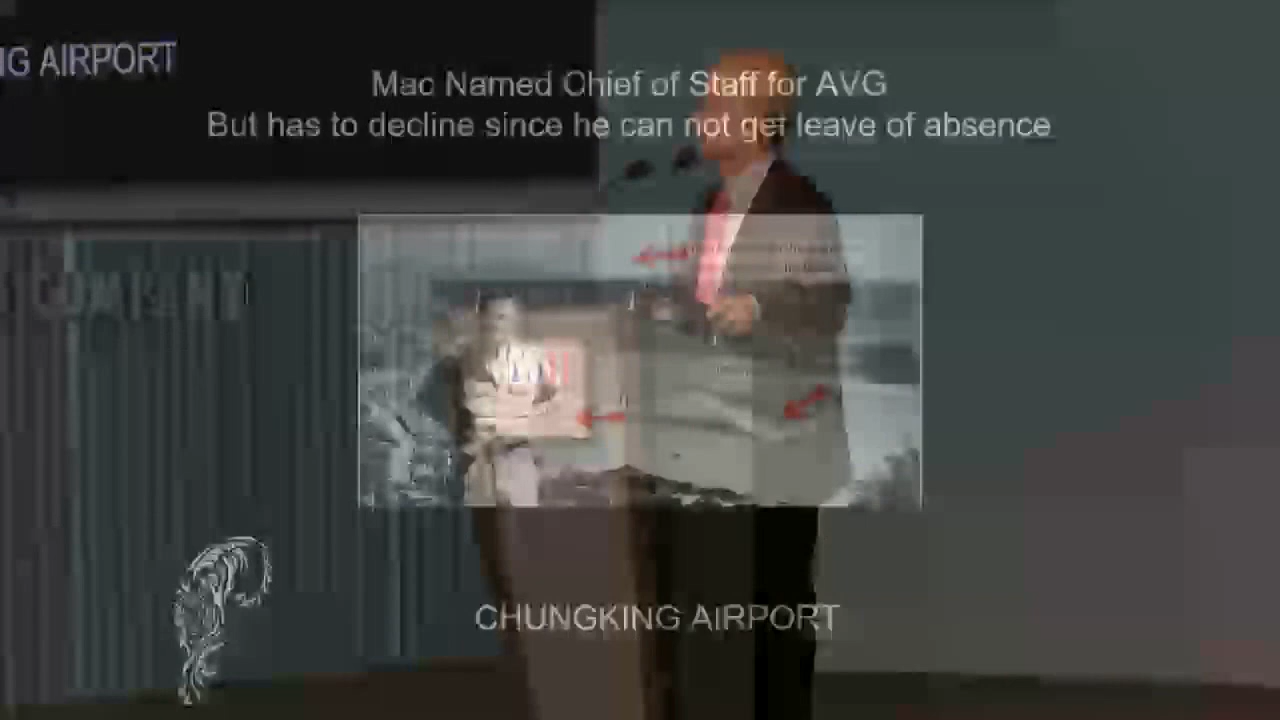 G AIRPORT
Mac Named Chief of Staff for AVG
But has to decline since he can not get leave of absence
COMPANY
CHUNGKING AIRPORT